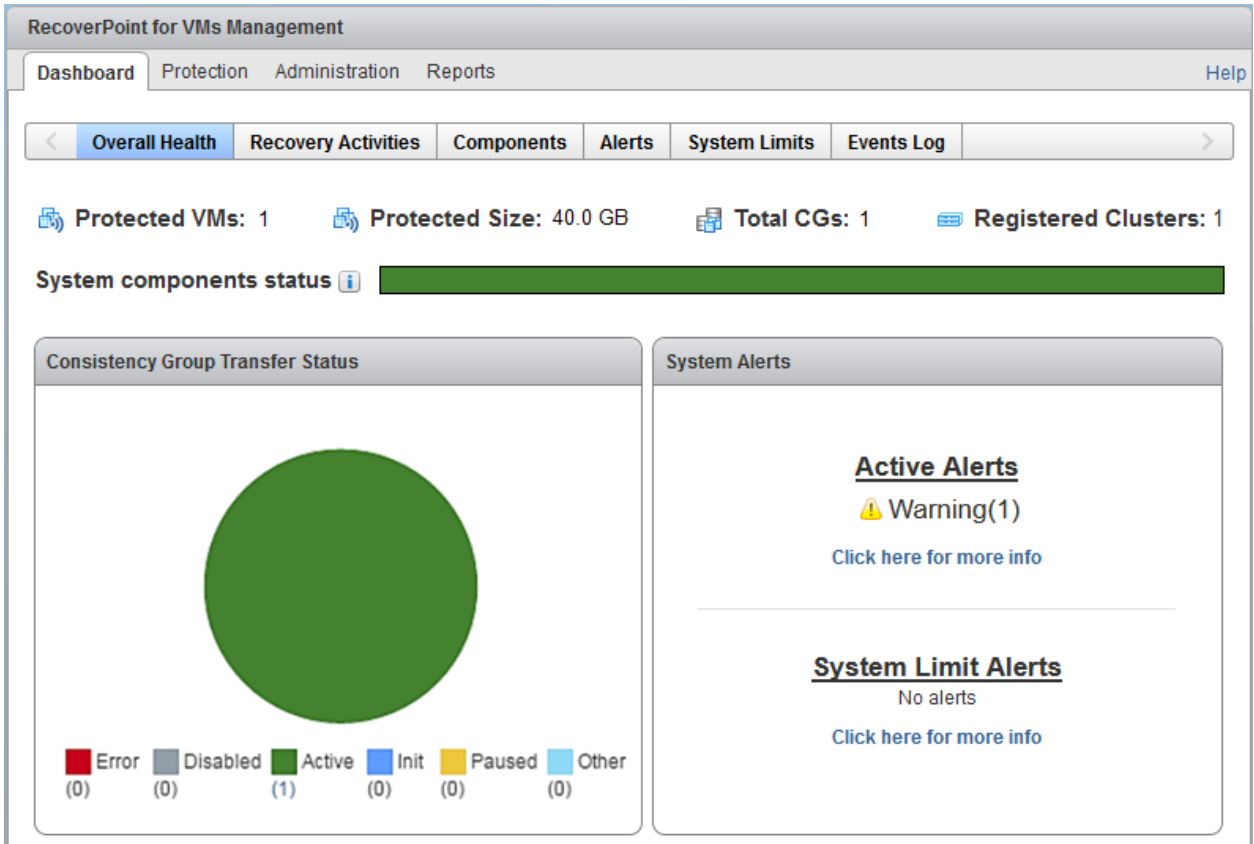 RecoverPoint for VMs Management
Dashboard Protection Administration Reports Help
Overall Health Recovery Activities Components Alerts System Limits Events Log
Protected VMs: 1 Protected Size: 40.0 GB Total CGs: 1 Registered Clusters: 1
System components status i
Consistency Group Transfer Status
Error Disabled Active Init Paused Other
(0) (0) (1) (0) (0) (0)
System Alerts
Active Alerts
Warning(1)
Click here for more info
System Limit Alerts
No alerts
Click here for more info